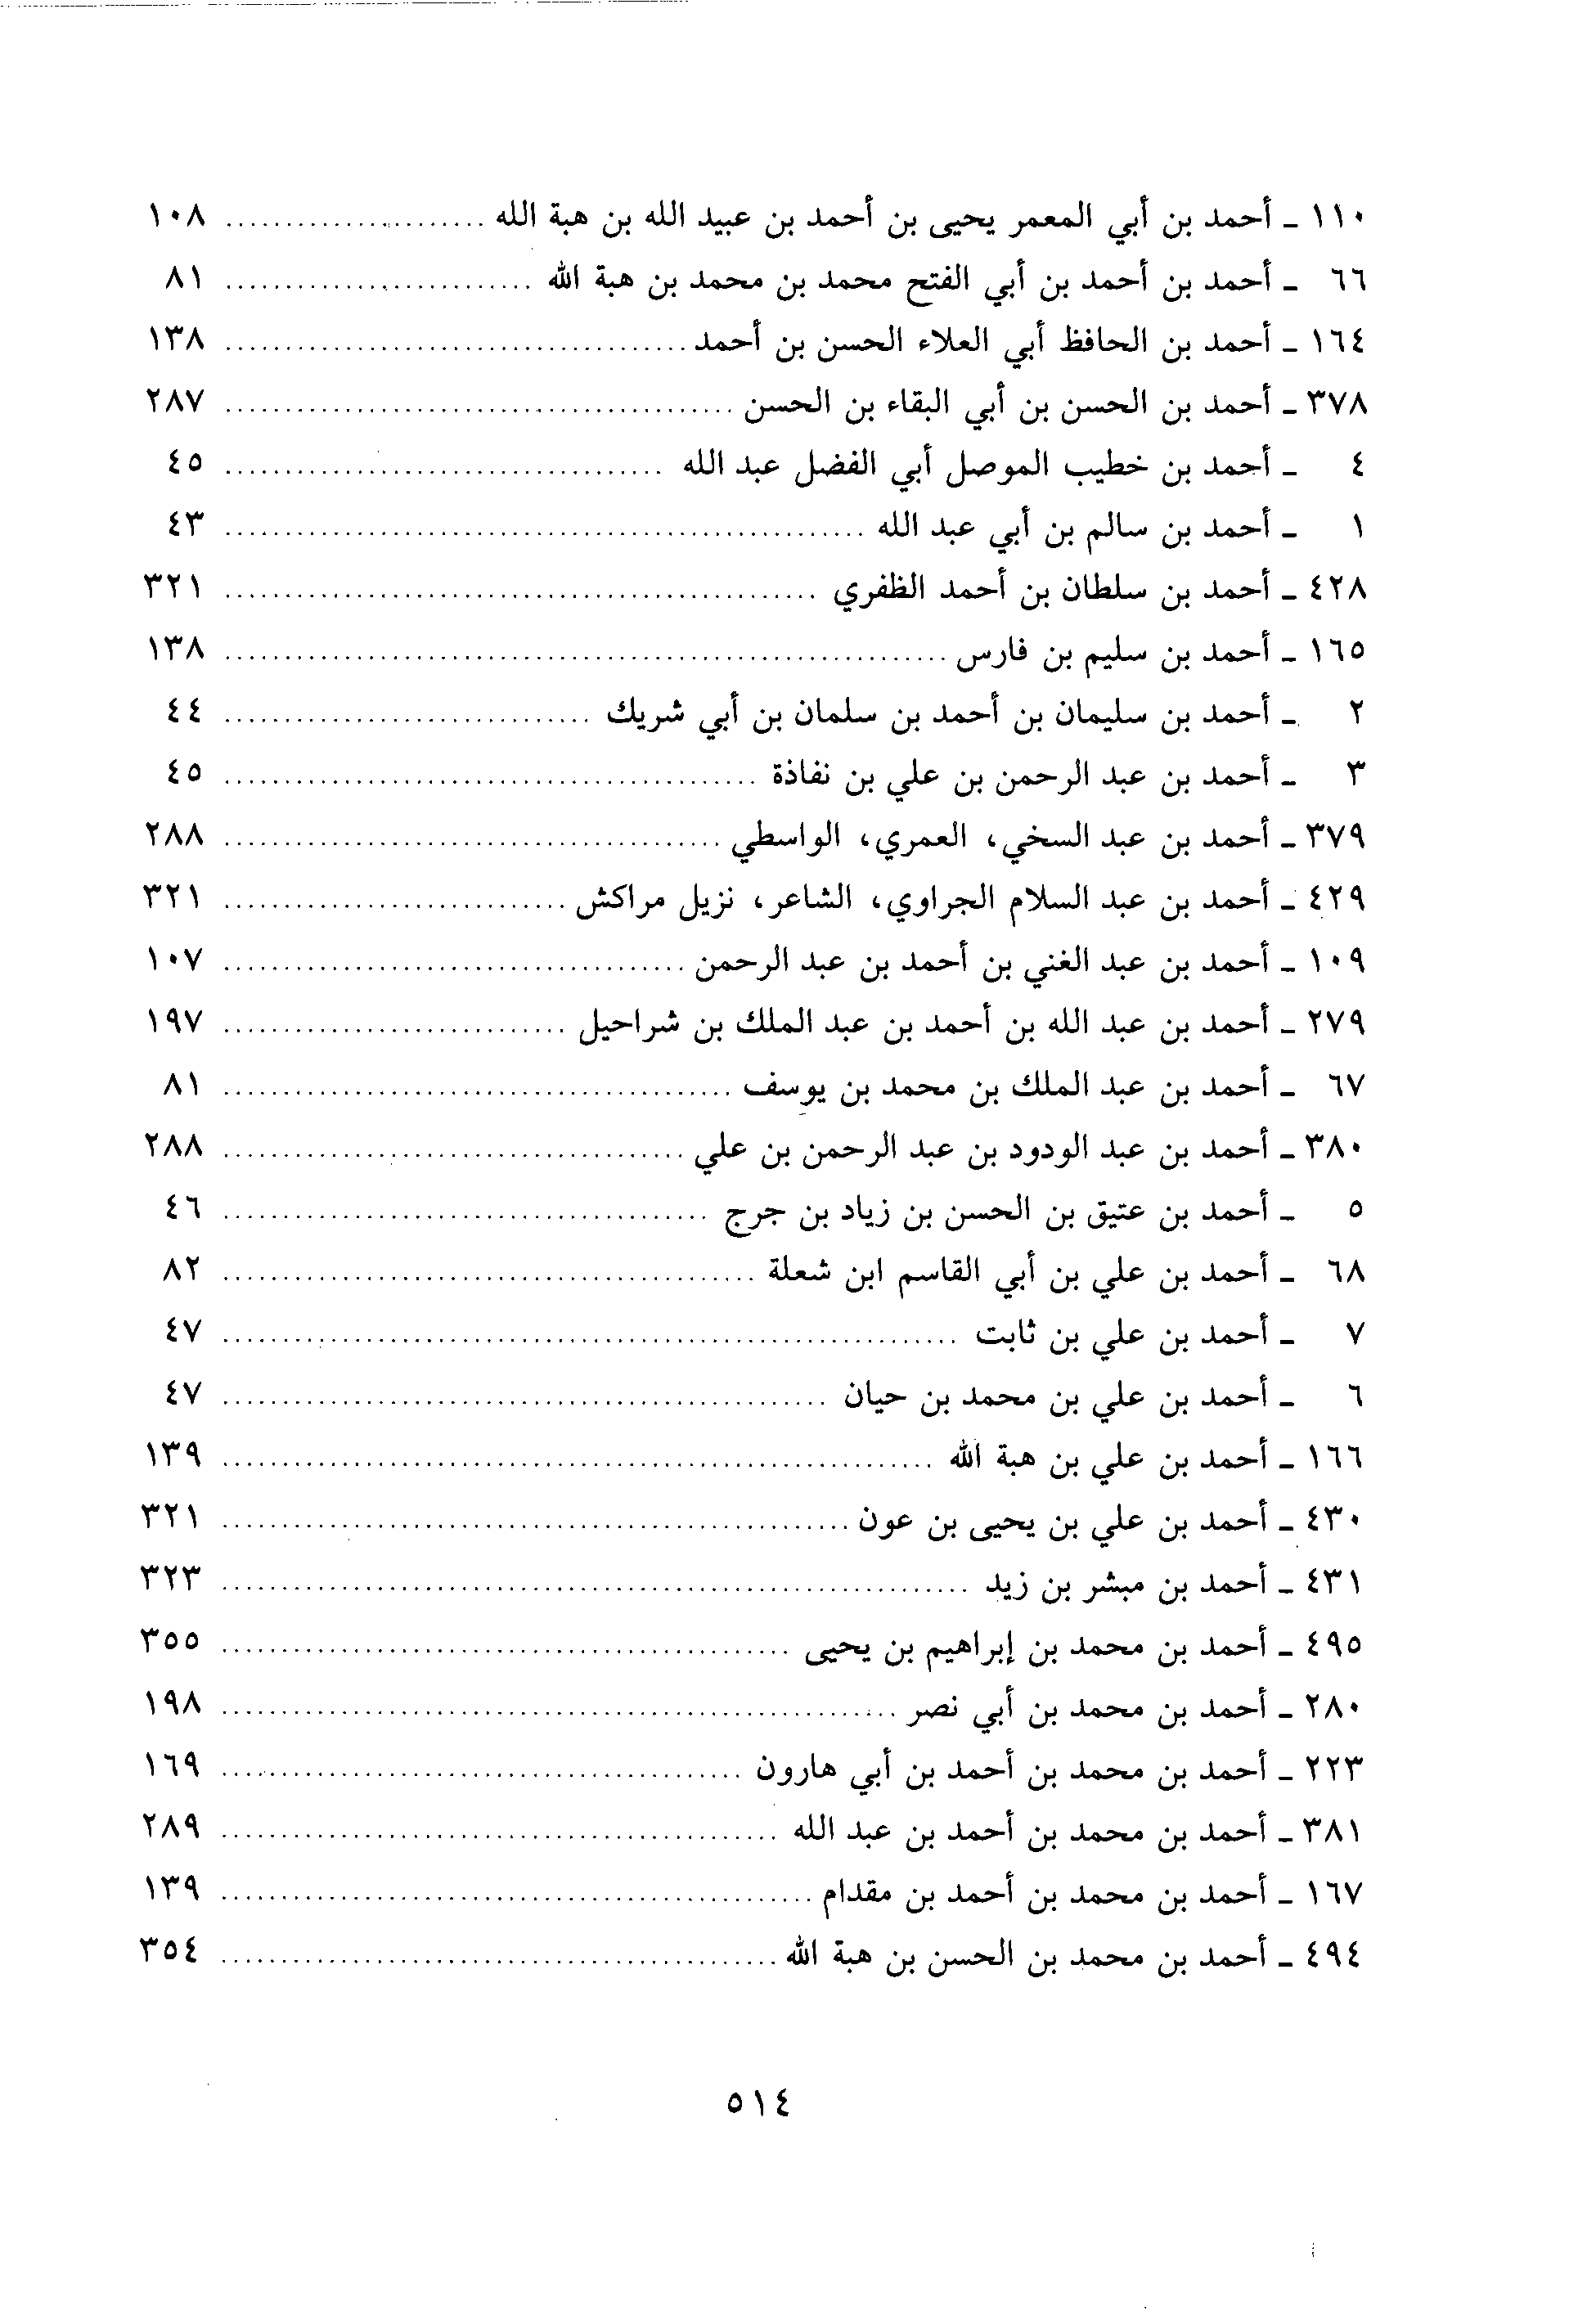 ١١٠ ـ أحمد بن أبي المعمر يحيى بن أحمد بن عبيد الله بن هبة الله ...................... ١٠٨
٦٦ ـ أحمد بن أحمد بن أبي الفتح محمد بن محمد بن هبة الله .......................... ٨١
١٦٤ ـ أحمد بن الحافظ أبي العلاء الحسن بن أحمد ....................................... ١٣٨
٣٧٨ ـ أحمد بن الحسن بن أبي البقاء بن الحسن ........................................... ٢٨٧
٤ ـ أحمد بن خطيب الموصل أبي الفضل عبد الله ..................................... ٤٥
١ ـ أحمد بن سالم بن أبي عبد الله ...................................................... ٤٣
٤٢٨ ـ أحمد بن سلطان بن أحمد الظفري .................................................. ٣٢١
١٦٥ ـ أحمد بن سليم بن فارس ............................................................. ١٣٨
٢ ـ أحمد بن سليمان بن أحمد بن سلمان بن أبي شريك ............................... ٤٤
٣ ـ أحمد بن عبد الرحمن بن علي بن نفاذة ............................................. ٤٥
٣٧٩ ـ أحمد بن عبد السخي، العمري، الواسطي .......................................... ٢٨٨
٤٢٩ ـ أحمد بن عبد السلام الجراوي، الشاعر، نزيل مراكش ............................. ٣٢١
١٠٩ ـ أحمد بن عبد الغني بن أحمد بن عبد الرحمن ....................................... ١٠٧
٢٧٩ ـ أحمد بن عبد الله بن أحمد بن عبد الملك بن شراحيل ............................. ١٩٧
٦٧ ـ أحمد بن عبد الملك بن محمد بن يوسف ........................................... ٨١
٣٨٠ ـ أحمد بن عبد الودود بن عبد الرحمن بن علي ....................................... ٢٨٨
٥ ـ أحمد بن عتيق بن الحسن بن زياد بن جرج ......................................... ٤٦
٦٨ ـ أحمد بن علي بن أبي القاسم ابن شعلة ............................................. ٨٢
٧ ـ أحمد بن علي بن ثابت .............................................................. ٤٧
٦ ـ أحمد بن علي بن محمد بن حيان ................................................... ٤٧
١٦٦ ـ أحمد بن علي بن هبة الله ............................................................ ١٣٩
٤٣٠ ـ أحمد بن علي بن يحيى بن عون ..................................................... ٣٢١
٤٣١ ـ أحمد بن مبشر بن زيد ............................................................... ٣٢٣
٤٩٥ ـ أحمد بن محمد بن إبراهيم بن يحيى ................................................ ٣٥٥
٢٨٠ ـ أحمد بن محمد بن أبي نصر ......................................................... ١٩٨
٢٢٣ ـ أحمد بن محمد بن أحمد بن أبي هارون ............................................ ١٦٩
٣٨١ ـ أحمد بن محمد بن أحمد بن عبد الله ............................................... ٢٨٩
١٦٧ ـ أحمد بن محمد بن أحمد بن مقدام .................................................. ١٣٩
٤٩٤ ـ أحمد بن محمد بن الحسن بن هبة الله ............................................... ٣٥٤
٥١٤